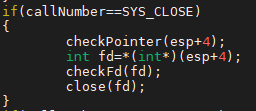 if(callNumber==SYS_CLOSE)
{
checkPointer(esp+4);
int fd=*(int*)(esp+4);
checkFd(fd);
close(fd);
}